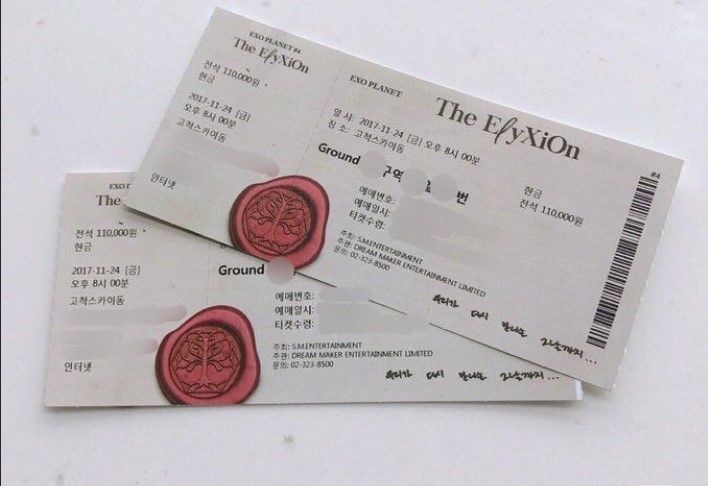 EXO PLANET #4
The ElyXiOn
전석 110,000원
현금
2017-11-24 [금]
오후 8시 00분
고척스카이돔
인터넷
EXO PLANET
The ElyXiOn
일 시: 2017-11-24 [금] 오후 8시 00분
장 소: 고척스카이돔
Ground 구역 번
예매번호:
예매일시:
티켓수령:
현금
전석 110,000원
주최: S.M.ENTERTAINMENT
주관: DREAM MAKER ENTERTAINMENT LIMITED
문의: 02-323-8500
우리가 다시 만나는 그날까지...
#4
EXO P
The
전석 110,000원
현금
2017-11-24 [금]
오후 8시 00분
고척스카이돔
인터넷
Ground
예매번호:
예매일시:
티켓수령:
주최: S.M.ENTERTAINMENT
주관: DREAM MAKER ENTERTAINMENT LIMITED
문의: 02-323-8500
우리가 다시 만나는 그날까지...